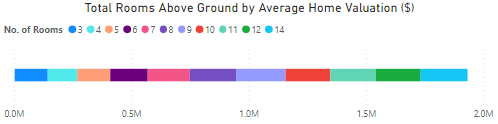 Total Rooms Above Ground by Average Home Valuation ($)
No. of Rooms 3 4 5 6 7 8 9 10 11 12 14
0.0M 0.5M 1.0M 1.5M 2.0M